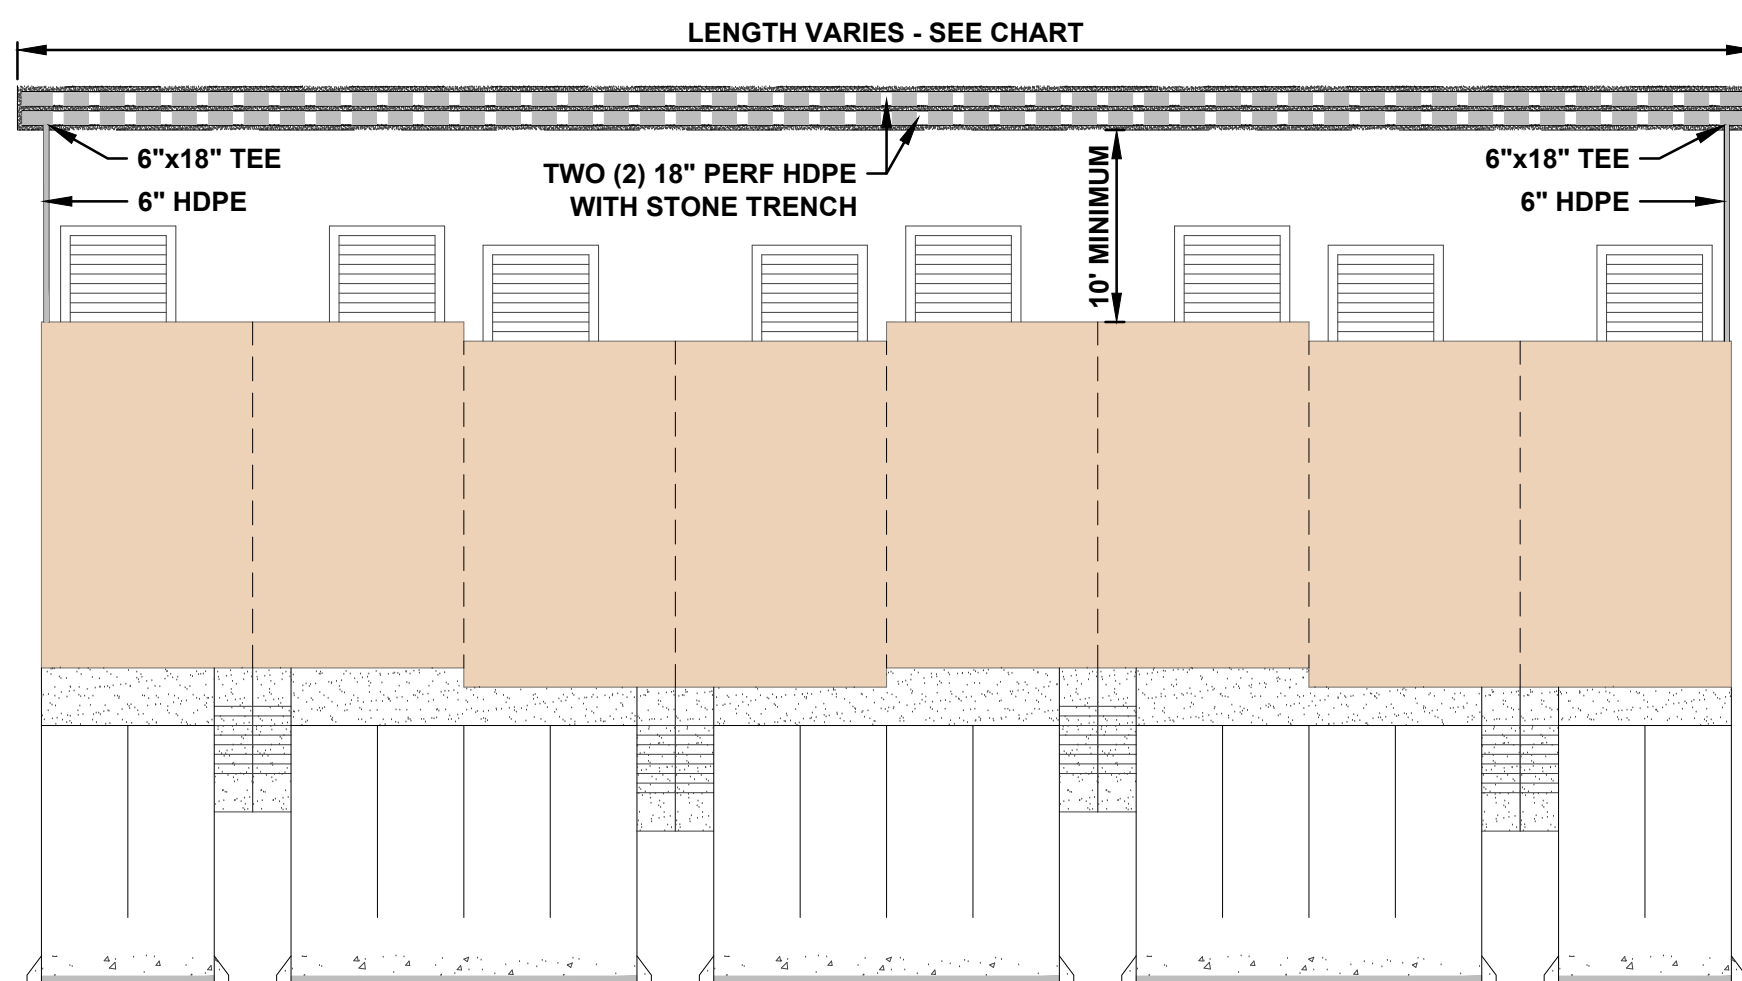 LENGTH VARIES - SEE CHART
6"x18" TEE
6" HDPE
TWO (2) 18" PERF HDPE
WITH STONE TRENCH
10' MINIMUM
6"x18" TEE
6" HDPE